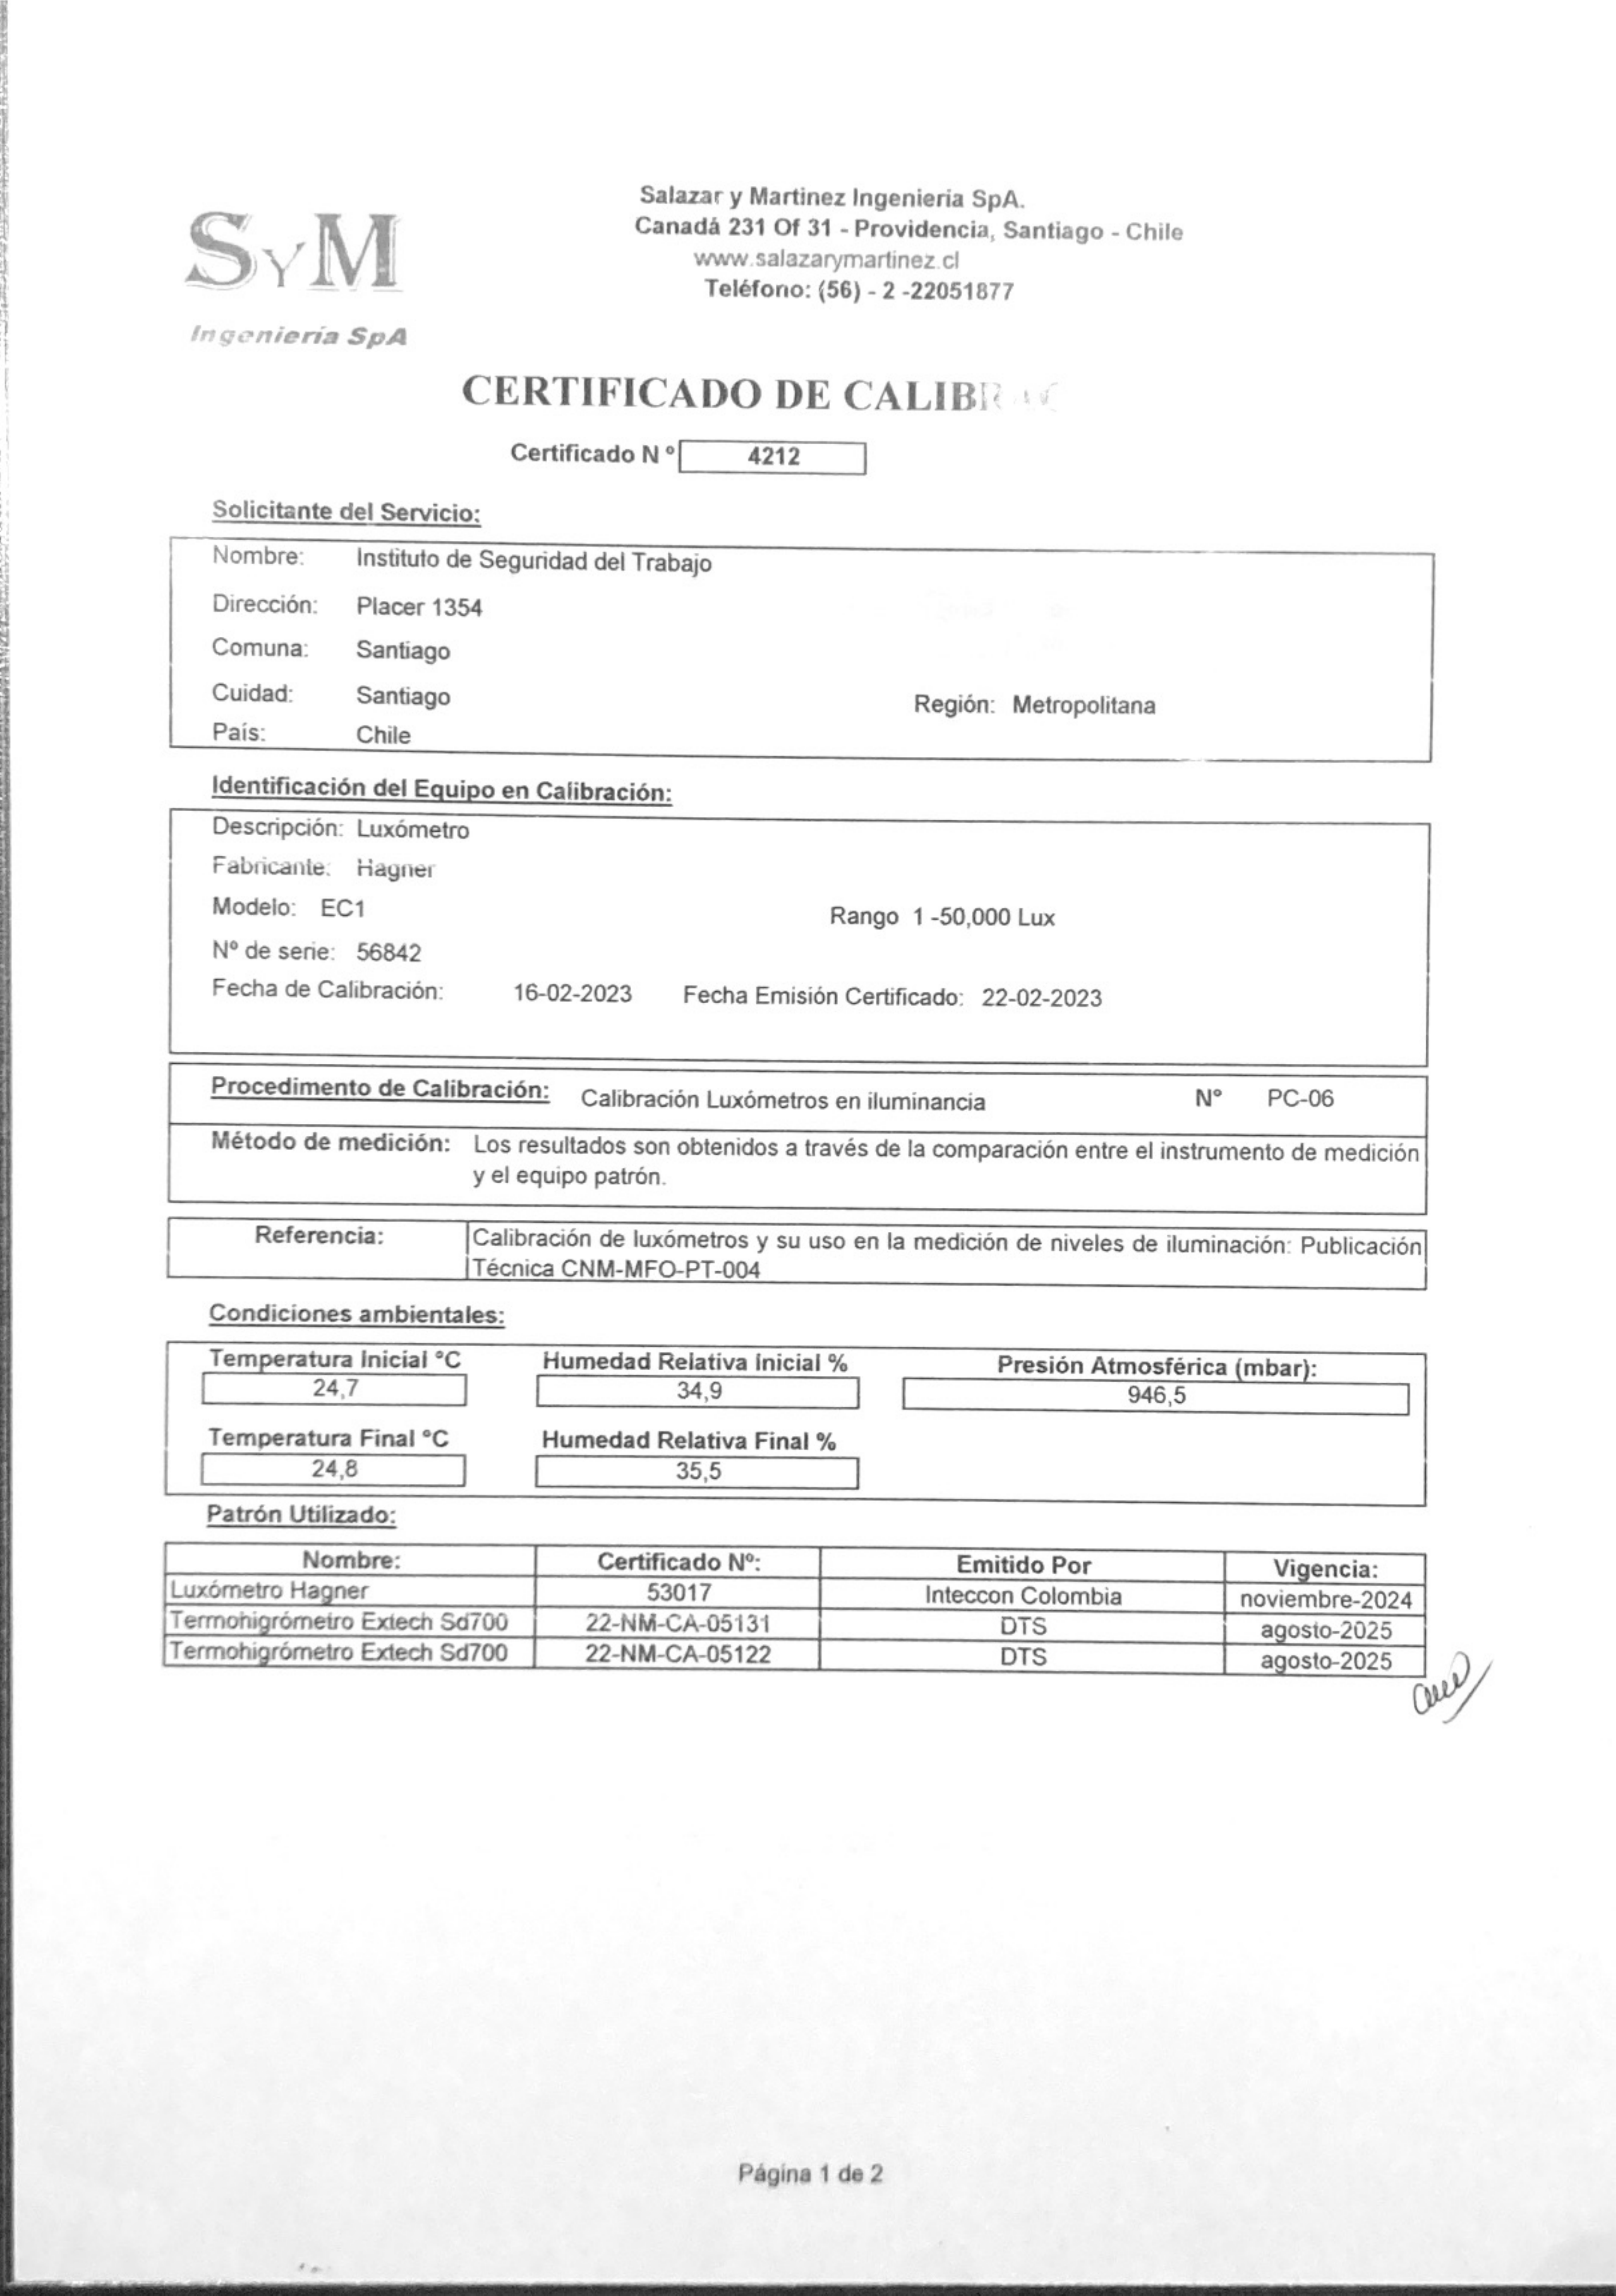 SYM
Ingeniería SpA
Salazar y Martinez Ingenieria SpA.
Canadá 231 Of 31 - Providencia, Santiago - Chile
www.salazarymartinez.cl
Teléfono: (56) - 2 -22051877
CERTIFICADO DE
Certificado N º 4212
Solicitante del Servicio:
Nombre: Instituto de Seguridad del Trabajo
Dirección: Placer 1354
Comuna: Santiago
Cuidad: Santiago Región: Metropolitana
País: Chile
Identificación del Equipo en Calibración:
Descripción: Luxómetro
Fabricante: Hagner
Modelo: EC1 Rango 1 -50,000 Lux
Nº de serie: 56842
Fecha de Calibración: 16-02-2023 Fecha Emisión Certificado: 22-02-2023
Procedimento de Calibración: Calibración Luxómetros en iluminancia Nº PC-06
Método de medición: Los resultados son obtenidos a través de la comparación entre el instrumento de medición
y el equipo patrón.
Referencia: Calibración de luxómetros y su uso en la medición de niveles de iluminación: Publicación
Técnica CNM-MFO-PT-004
Condiciones ambientales:
Temperatura Inicial ºC Humedad Relativa Inicial % Presión Atmosférica (mbar):
24,7 34,9 946,5
Temperatura Final ºC Humedad Relativa Final %
24,8 35,5
Patrón Utilizado:
Nombre: Certificado Nº: Emitido Por Vigencia:
Luxómetro Hagner 53017 Inteccon Colombia noviembre-2024
Termohigrómetro Extech Sd700 22-NM-CA-05131 DTS agosto-2025
Termohigrómetro Extech Sd700 22-NM-CA-05122 DTS agosto-2025
Página 1 de 2